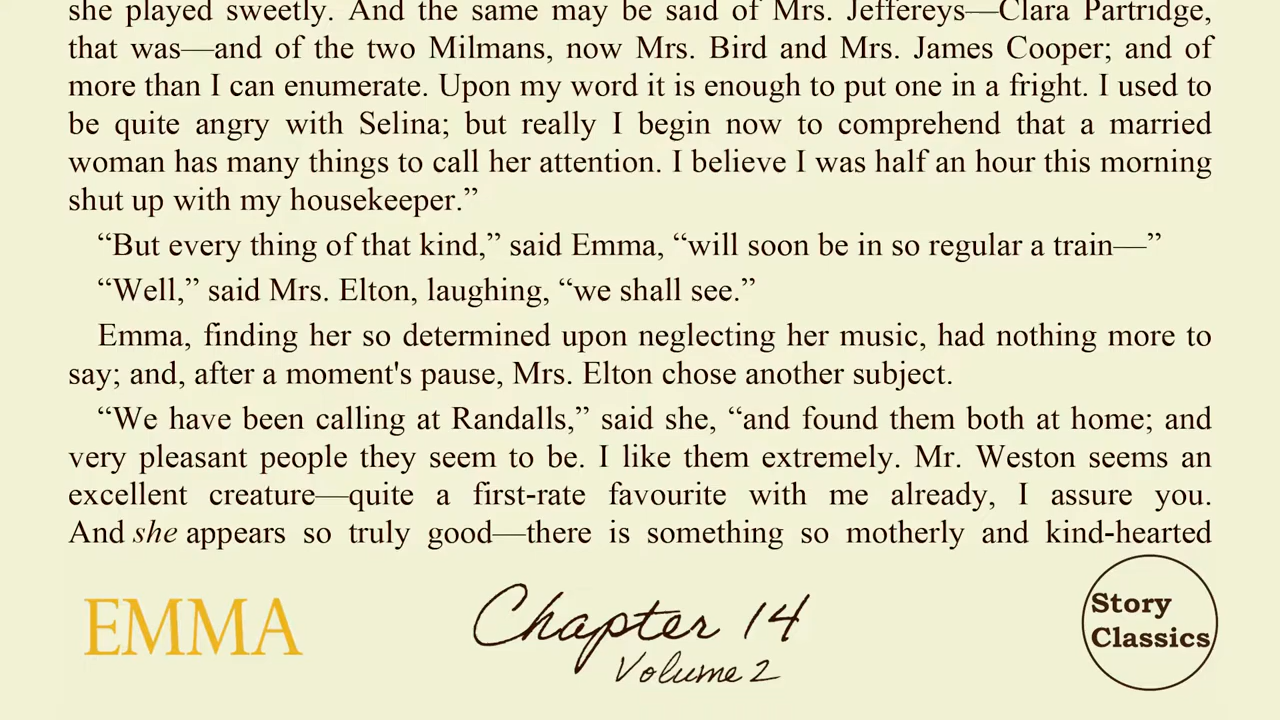 she played sweetly. And the same may be said of Mrs. Jeffereys—Clara Partridge,
that was—and of the two Milmans, now Mrs. Bird and Mrs. James Cooper; and of
more than I can enumerate. Upon my word it is enough to put one in a fright. I used to
be quite angry with Selina; but really I begin now to comprehend that a married
woman has many things to call her attention. I believe I was half an hour this morning
shut up with my housekeeper.”
“But every thing of that kind,” said Emma, “will soon be in so regular a train—”
“Well,” said Mrs. Elton, laughing, “we shall see.”
Emma, finding her so determined upon neglecting her music, had nothing more to
say; and, after a moment's pause, Mrs. Elton chose another subject.
“We have been calling at Randalls,” said she, “and found them both at home; and
very pleasant people they seem to be. I like them extremely. Mr. Weston seems an
excellent creature—quite a first-rate favourite with me already, I assure you.
And she appears so truly good—there is something so motherly and kind-hearted
EMMA
Chapter 14
Volume 2
Story
Classics